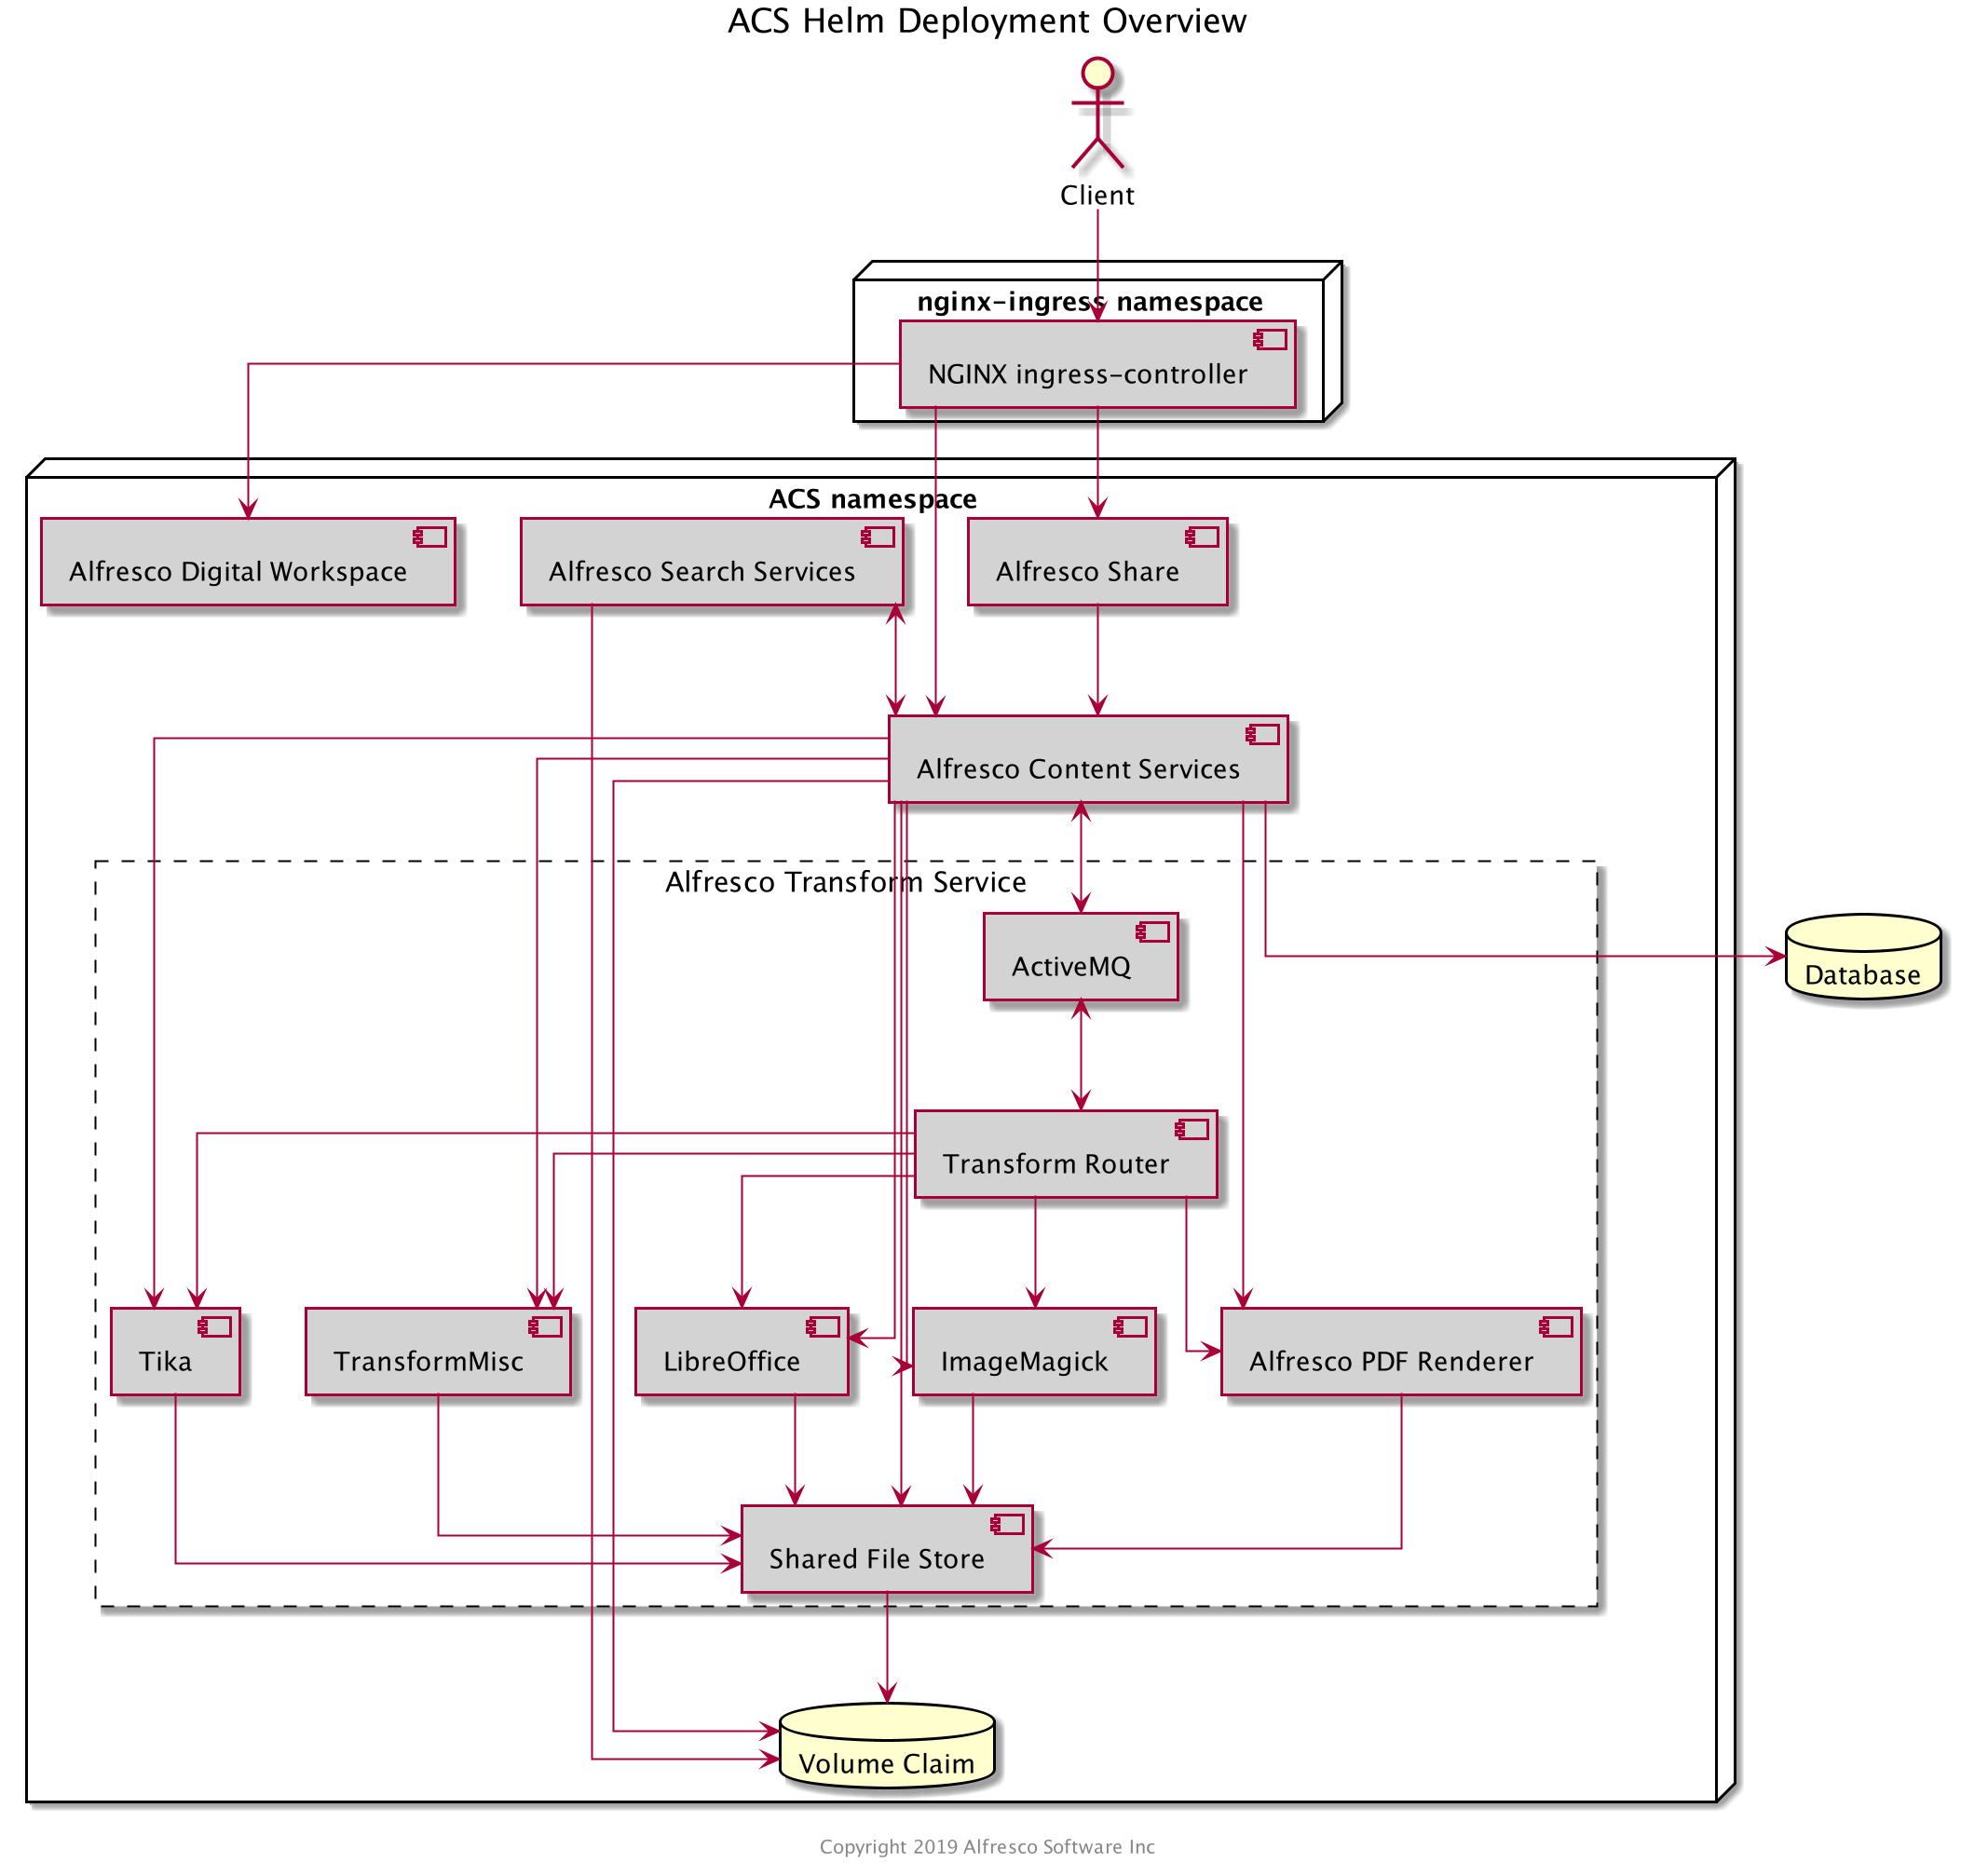 ACS Helm Deployment Overview
Client
nginx-ingress namespace
NGINX ingress-controller
ACS namespace
Alfresco Digital Workspace
Alfresco Search Services
Alfresco Share
Alfresco Content Services
Alfresco Transform Service
ActiveMQ
Database
Transform Router
Tika
TransformMisc
LibreOffice
ImageMagick
Alfresco PDF Renderer
Shared File Store
Volume Claim
Copyright 2019 Alfresco Software Inc